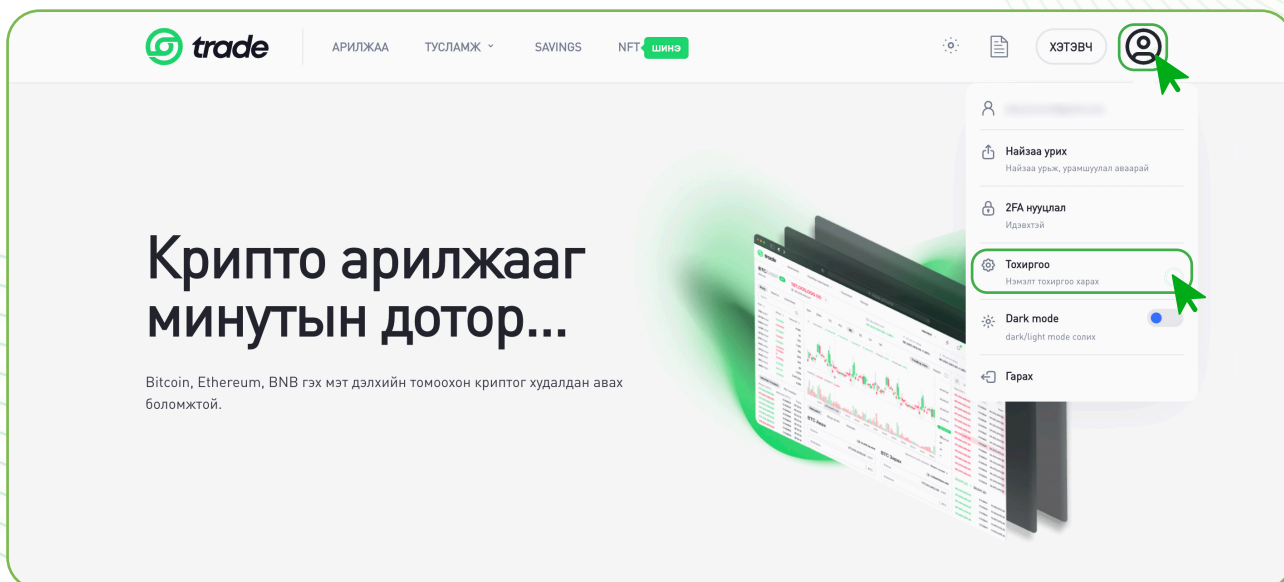 trade
АРИЛЖАА
ТУСЛАМЖ
SAVINGS
NFT
ШИНЭ
ХЭТЭВЧ
Найзаа урих
Найзаа урьж, урамшуулал аваарай
2FA нууцлал
Идэвхтэй
Тохиргоо
Нэмэлт тохиргоо харах
Dark mode
dark/light mode солих
Гарах
Крипто арилжааг
минутын дотор...
Bitcoin, Ethereum, BNB гэх мэт дэлхийн томоохон криптог худалдан авах
боломжтой.